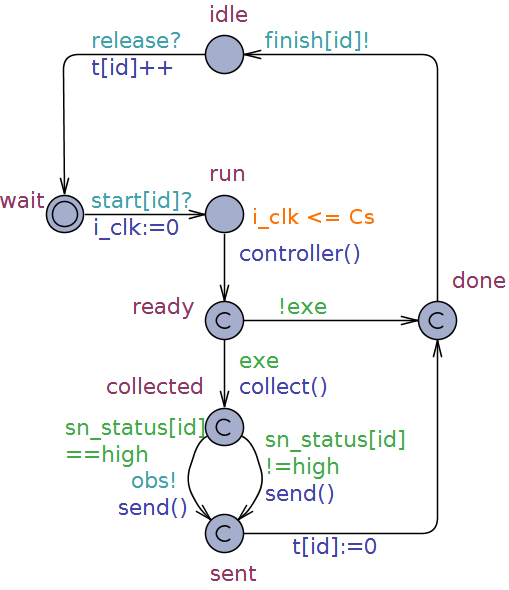 idle
release?
finish[id]!
t[id]++
run
wait
start[id]?
i_clk <= Cs
i_clk:=0
controller()
done
ready
!exe
exe
collected
collect()
sn_status[id]
==high
sn_status[id]
!=high
obs!
send()
send()
t[id]:=0
sent
C
C
C
C